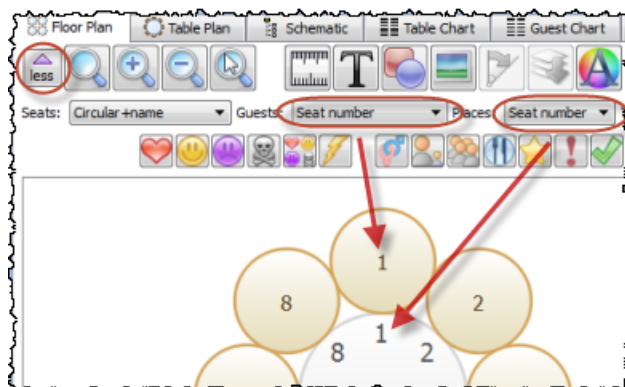 Floor Plan Table Plan Schematic Table Chart Guest Chart
less T A
Seats: Circular+name Guests: Seat number Places: Seat number
1
8 2
1
8 2